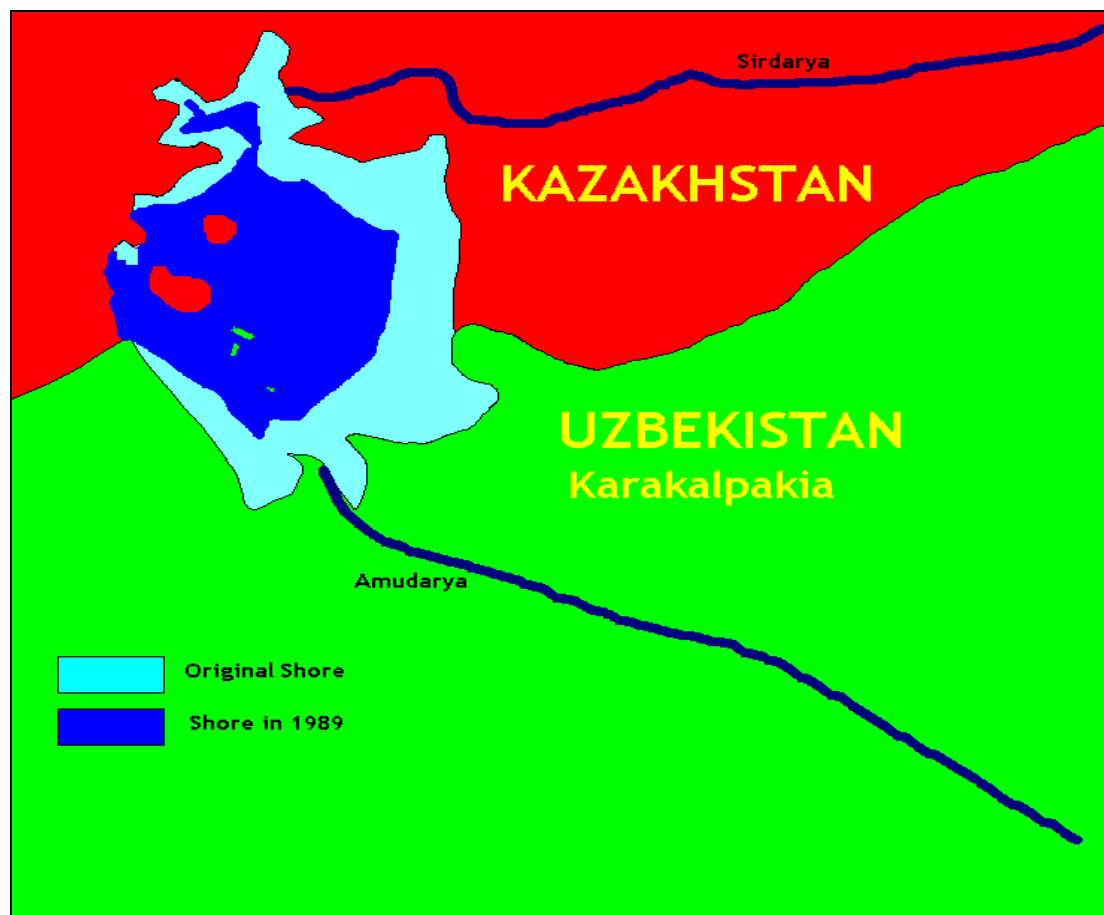 Sirdarya
KAZAKHSTAN
UZBEKISTAN
Karakalpakia
Amudarya
Original Shore
Shore in 1989